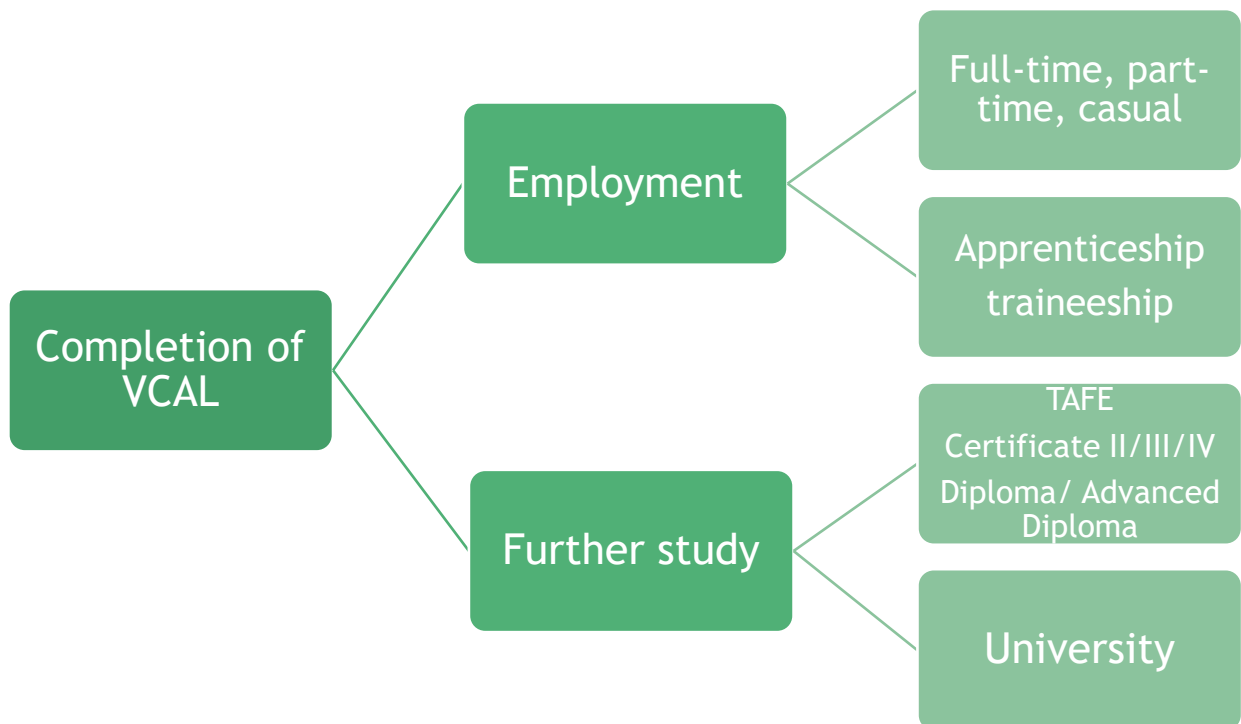 Completion of
VCAL
Employment
Full-time, part-
time, casual
Apprenticeship
traineeship
Further study
TAFE
Certificate II/III/IV
Diploma/ Advanced
Diploma
University